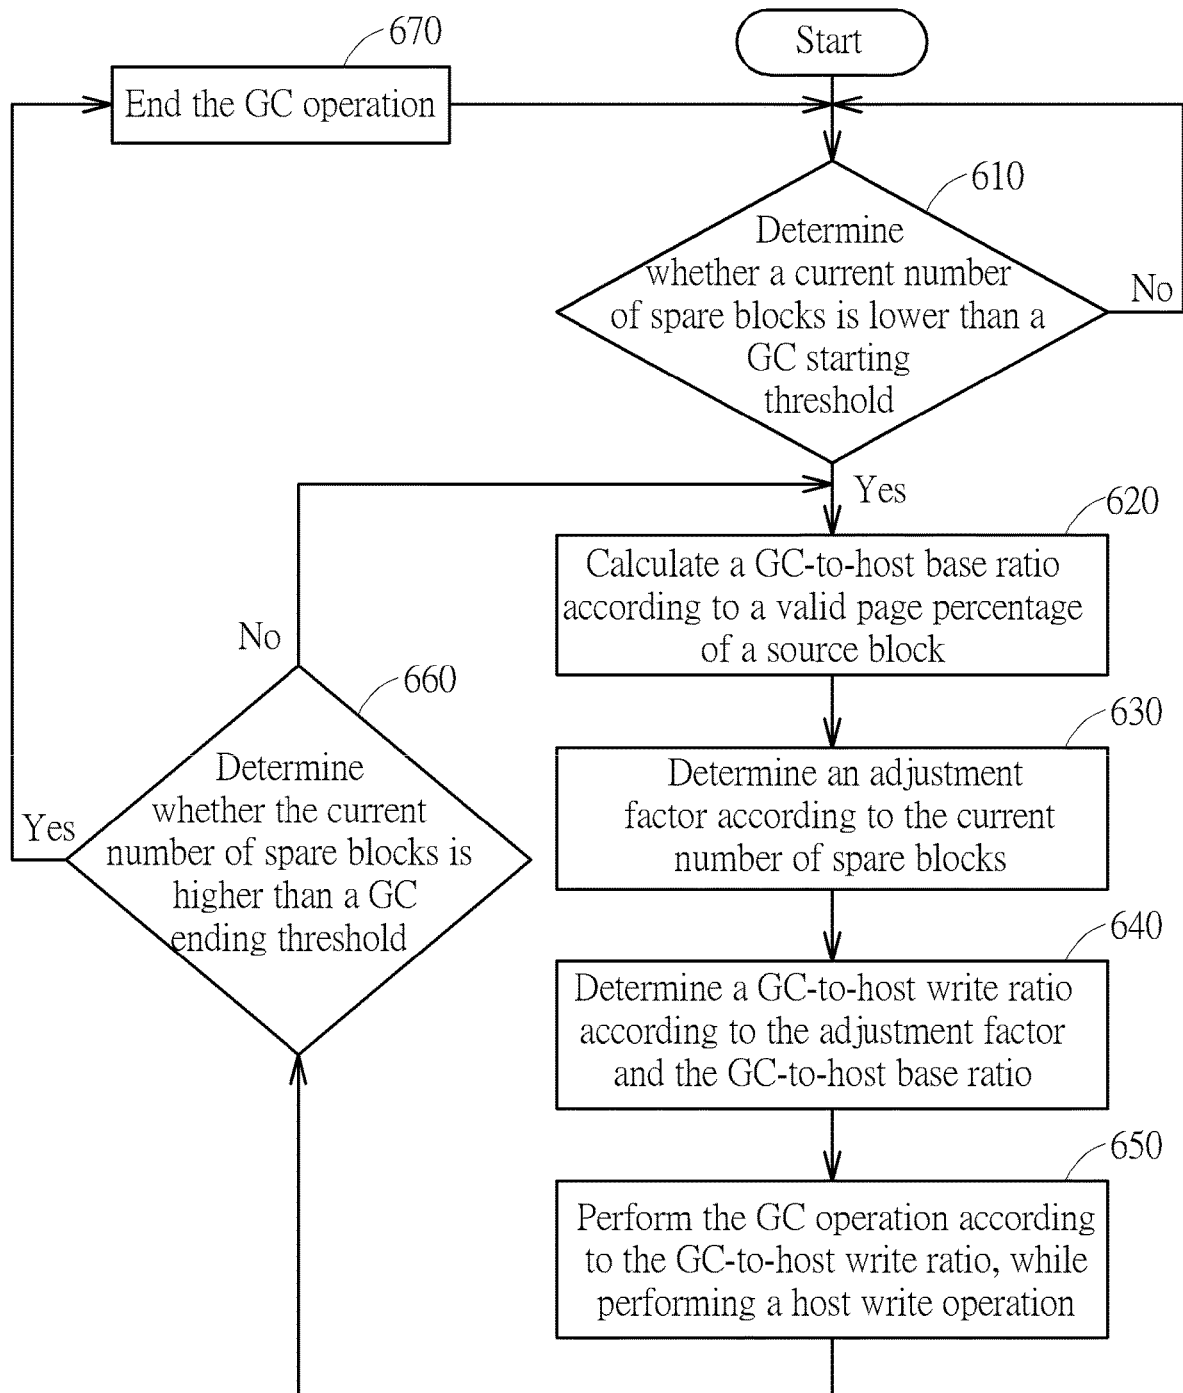 670
Start
End the GC operation
610
Determine
whether a current number
of spare blocks is lower than a
GC starting
threshold
No
Yes
620
Calculate a GC-to-host base ratio
according to a valid page percentage
of a source block
No
660
630
Determine
whether the current
number of spare blocks is
higher than a GC
ending threshold
Yes
Determine an adjustment
factor according to the current
number of spare blocks
640
Determine a GC-to-host write ratio
according to the adjustment factor
and the GC-to-host base ratio
650
Perform the GC operation according
to the GC-to-host write ratio, while
performing a host write operation